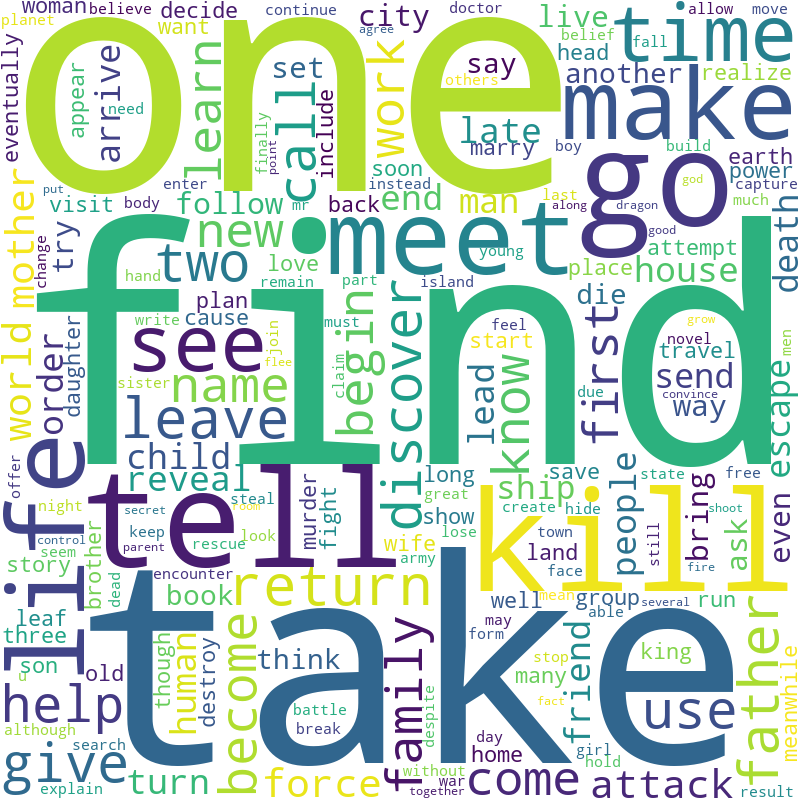 woman believe decide continue city doctor live allow move
planet want agree belief time
one head fall
eventually appear need arrive learn set call work say others another realize make
late
finally include marry boy build earth
point soon instead last god power capture
put enter body mr back end man along dragon good much
visit follow go
mother try change new meet young attempt death
two love place house
hand remain part island
find
world order daughter plan cause write must die
see join begin discover feel start first novel grow men
claim flee travel
sister name lead know send
leave due convince way escape
life child
reveal long save state free
offer tell steal great ship
night secret room murder fight show create hide people bring ask even
control keep look lose kill
seem parent rescue wife town still shoot
story brother dead army land fire
encounter face mean several
leaf book return well group able run
three though human destroy become take family may form friend father meanwhile
son old think stop king
u many
help battle despite use
although break fact
search day girl
give home hold
explain turn force without war come attack result
together